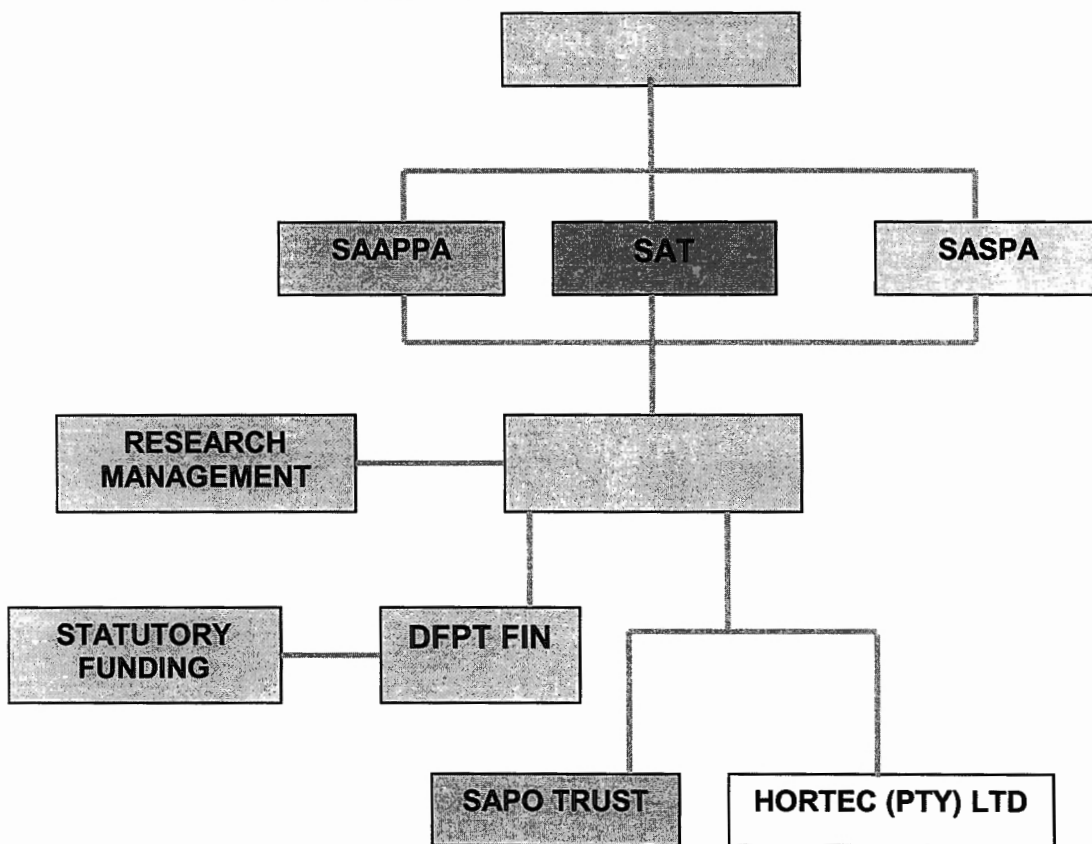 SAAPPA
SAT
SASPA
RESEARCH
MANAGEMENT
STATUTORY
FUNDING
DFPT FIN
SAPO TRUST
HORTEC (PTY) LTD